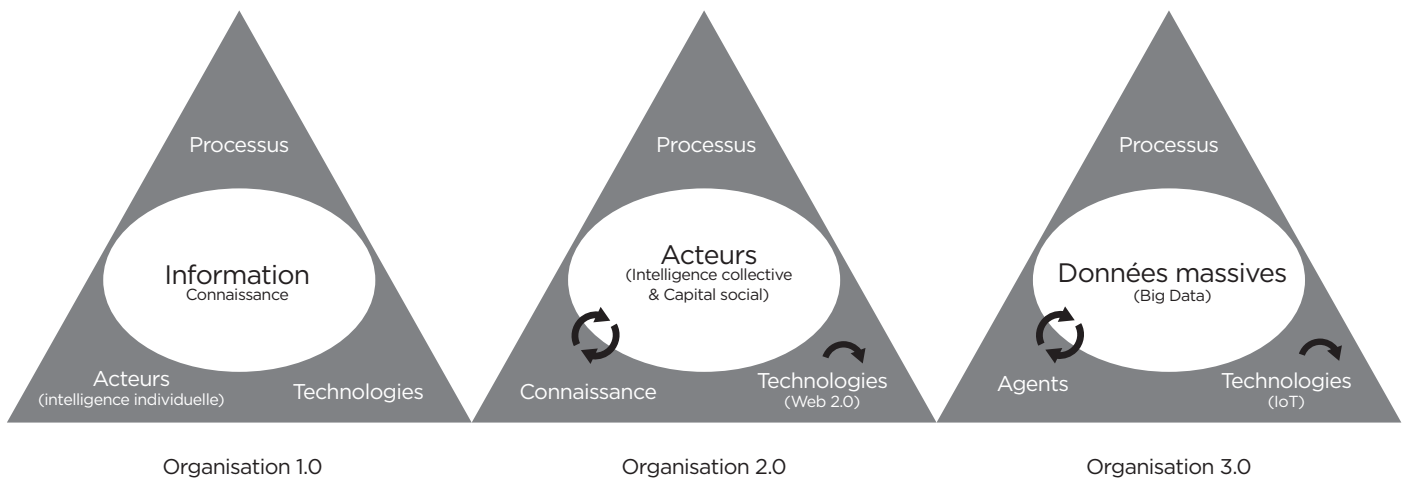 Processus
Information
Connaissance
Acteurs
(intelligence individuelle)
Technologies
Organisation 1.0
Processus
Acteurs
(Intelligence collective
& Capital social)
Connaissance
Technologies
(Web 2.0)
Organisation 2.0
Processus
Données massives
(Big Data)
Agents
Technologies
(IoT)
Organisation 3.0